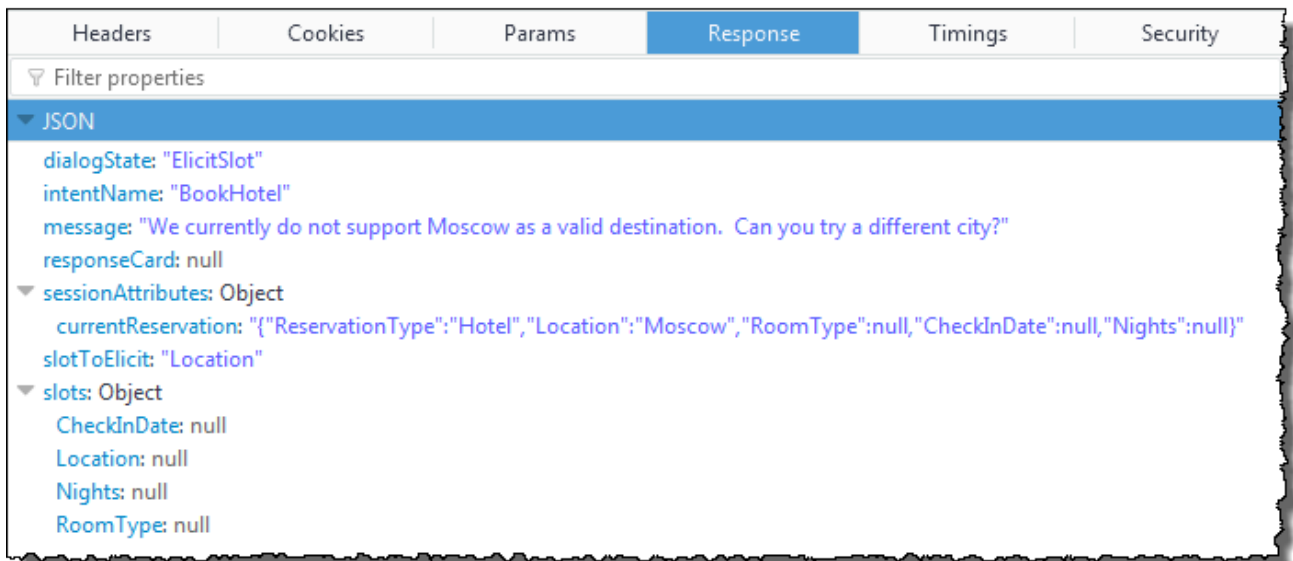 Headers Cookies Params Response Timings Security
Filter properties
JSON
dialogState: "ElicitSlot"
intentName: "BookHotel"
message: "We currently do not support Moscow as a valid destination.  Can you try a different city?"
responseCard: null
sessionAttributes: Object
currentReservation: "{"ReservationType":"Hotel","Location":"Moscow","RoomType":null,"CheckInDate":null,"Nights":null}"
slotToElicit: "Location"
slots: Object
CheckInDate: null
Location: null
Nights: null
RoomType: null